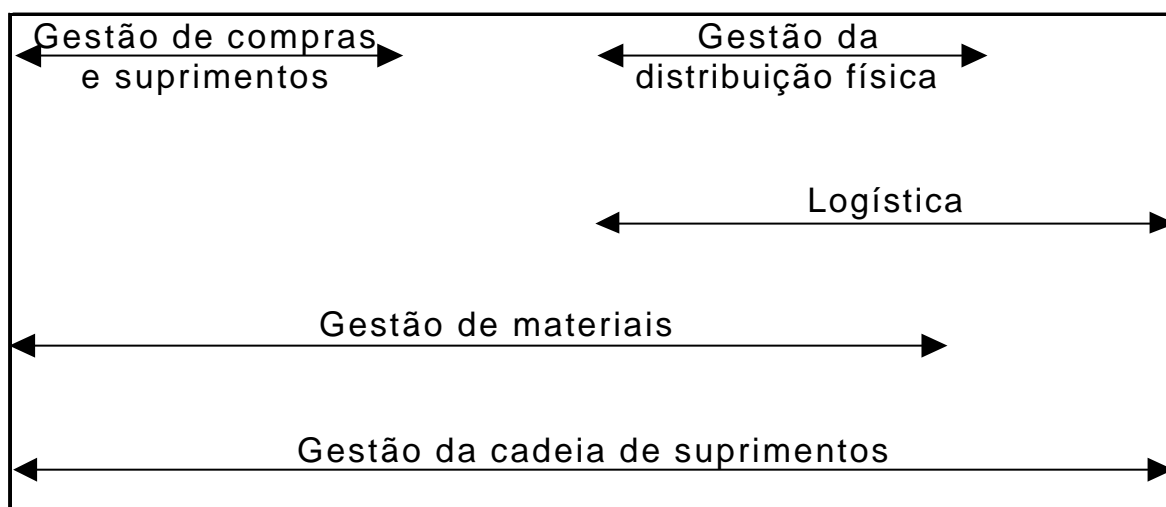 Gestão de compras
e suprimentos
Gestão da
distribuição física
Logística
Gestão de materiais
Gestão da cadeia de suprimentos